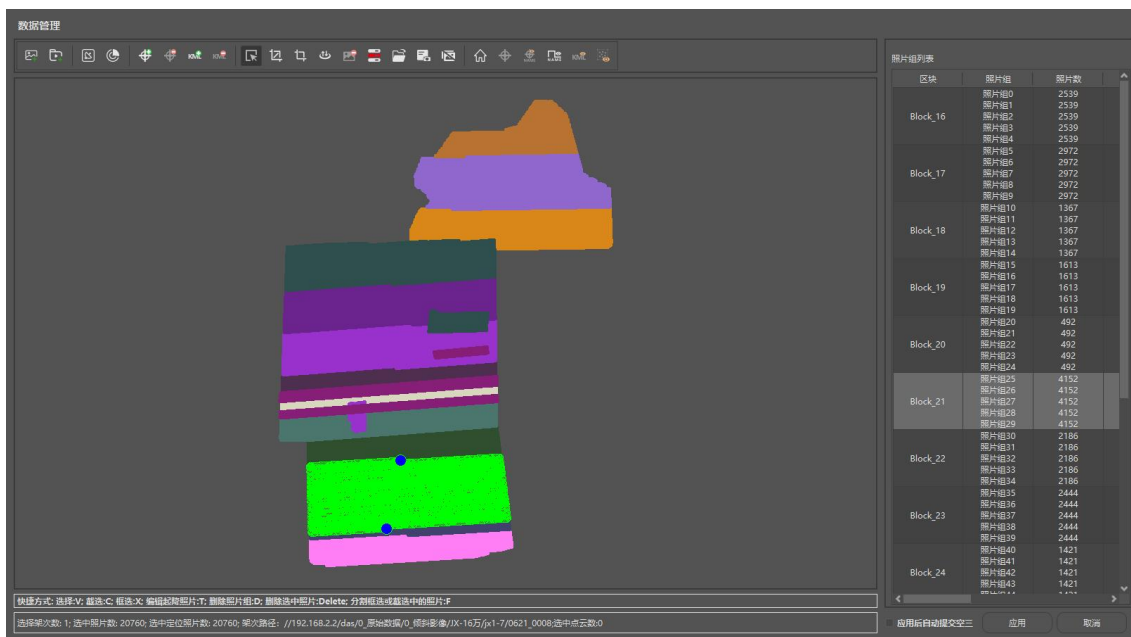 数据管理
照片组列表
区块 照片组 照片数
照片组0 2539
照片组1 2539
Block_16 照片组2 2539
照片组3 2539
照片组4 2539
照片组5 2972
照片组6 2972
Block_17 照片组7 2972
照片组8 2972
照片组9 2972
照片组10 1367
照片组11 1367
Block_18 照片组12 1367
照片组13 1367
照片组14 1367
照片组15 1613
照片组16 1613
Block_19 照片组17 1613
照片组18 1613
照片组19 1613
照片组20 492
照片组21 492
Block_20 照片组22 492
照片组23 492
照片组24 492
照片组25 4152
照片组26 4152
Block_21 照片组27 4152
照片组28 4152
照片组29 4152
照片组30 2186
照片组31 2186
Block_22 照片组32 2186
照片组33 2186
照片组34 2186
照片组35 2444
照片组36 2444
Block_23 照片组37 2444
照片组38 2444
照片组39 2444
照片组40 1421
照片组41 1421
Block_24 照片组42 1421
照片组43 1421
快捷方式: 选择:V; 截选:C; 框选:X; 编辑起降照片:T; 删除照片组:D; 删除选中照片:Delete; 分割框选或截选中的照片:F
选择架次数: 1; 选中照片数: 20760; 选中定位照片数: 20760; 架次路径: //192.168.2.2/das/0_原始数据/0_倾斜影像/JX-16万/jx1-7/0621_0008;选中点云数:0
应用后自动提交空三 应用 取消